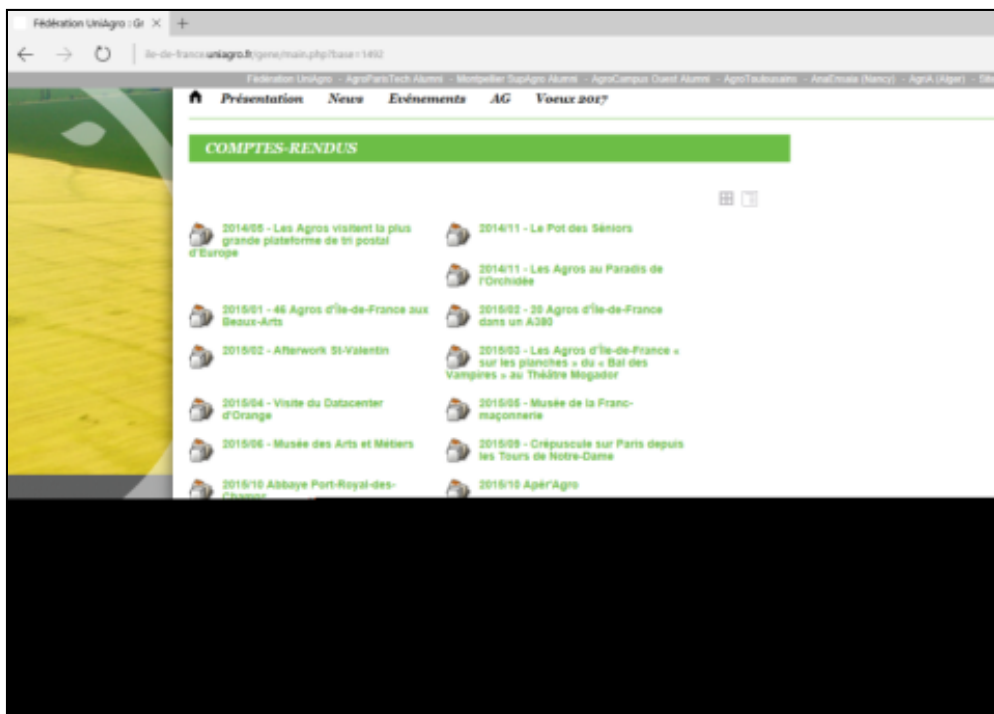 Fédération UniAgro : Gr
ile-de-france.uniagro.fr/gene/main.php?base=1492
Fédération UniAgro - AgroParisTech Alumni - Montpellier SupAgro Alumni - AgroCampus Ouest Alumni - AgroToulousains - AnaEnsaia (Nancy) - AgriA (Alger) - Site
Présentation News Evénements AG Voeux 2017
COMPTES-RENDUS
2014/05 - Les Agros visitent la plus
grande plateforme de tri postal
d'Europe
2014/11 - Le Pot des Séniors
2014/11 - Les Agros au Paradis de
l'Orchidée
2015/01 - 46 Agros d'Île-de-France aux
Beaux-Arts
2015/02 - 20 Agros d'Île-de-France
dans un A380
2015/02 - Afterwork St-Valentin
2015/03 - Les Agros d'Île-de-France «
sur les planches » du « Bal des
Vampires » au Théâtre Mogador
2015/04 - Visite du Datacenter
d'Orange
2015/05 - Musée de la Franc-
maçonnerie
2015/06 - Musée des Arts et Métiers
2015/09 - Crépuscule sur Paris depuis
les Tours de Notre-Dame
2015/10 Abbaye Port-Royal-des-
Champs
2015/10 Apér'Agro